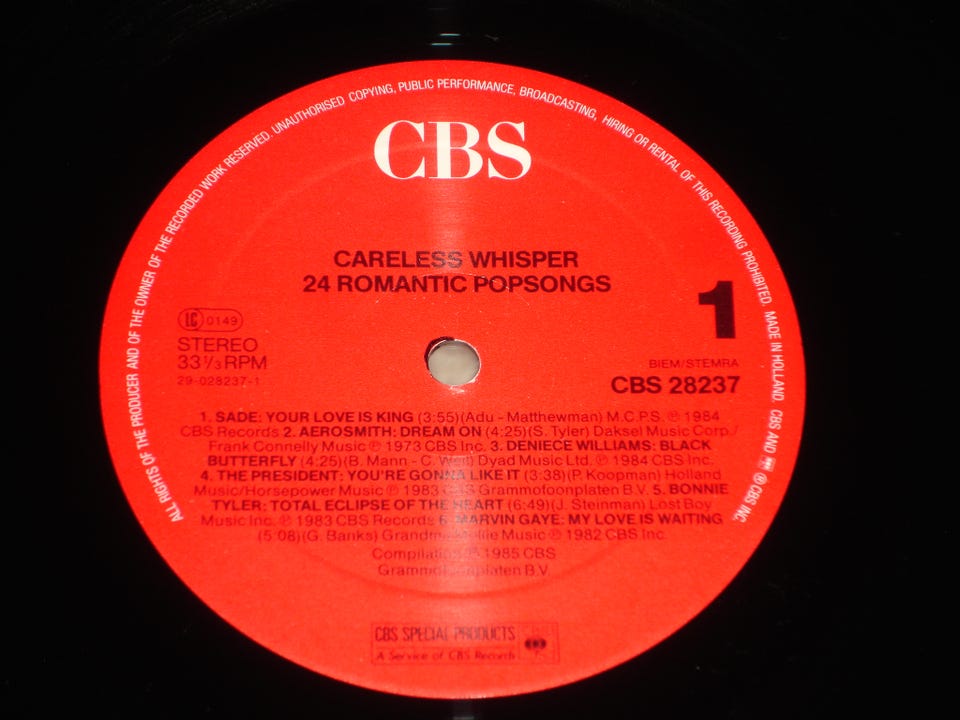 ALL RIGHTS OF THE PRODUCER AND OF THE OWNER OF THE RECORDED WORK RESERVED. UNAUTHORISED COPYING, PUBLIC PERFORMANCE, BROADCASTING, HIRING OR RENTAL OF THIS RECORDING PROHIBITED. MADE IN HOLLAND. CBS AND ® CBS INC.
CBS
CARELESS WHISPER
24 ROMANTIC POPSONGS
1
LC 0149
STEREO
33 1/3 RPM
29-028237-1
BIEM/STEMRA
CBS 28237
1. SADE: YOUR LOVE IS KING (3:55)(Adu - Matthewman) M.C.P.S. ℗ 1984
CBS Records 2. AEROSMITH: DREAM ON (4:25)(S. Tyler) Daksel Music Corp./
Frank Connelly Music ℗ 1973 CBS Inc. 3. DENIECE WILLIAMS: BLACK
BUTTERFLY (4:25)(B. Mann - C. Weil) Dyad Music Ltd. ℗ 1984 CBS Inc.
4. THE PRESIDENT: YOU'RE GONNA LIKE IT (3:38)(P. Koopman) Holland
Music/Horsepower Music ℗ 1983 CBS Grammofoonplaten B.V. 5. BONNIE
TYLER: TOTAL ECLIPSE OF THE HEART (6:49)(J. Steinman) Lost Boy
Music Inc. ℗ 1983 CBS Records 6. MARVIN GAYE: MY LOVE IS WAITING
(5:08)(G. Banks) Grandma Mollie Music ℗ 1982 CBS Inc.
Compilation ℗ 1985 CBS
Grammofoonplaten B.V.
CBS SPECIAL PRODUCTS
A Service of CBS Records